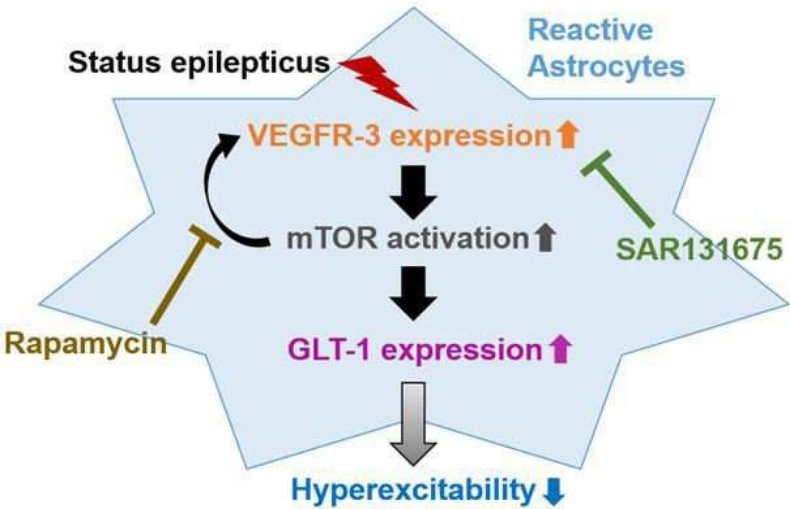 Reactive
Astrocytes
Status epilepticus
VEGFR-3 expression
mTOR activation
SAR131675
Rapamycin
GLT-1 expression
Hyperexcitability